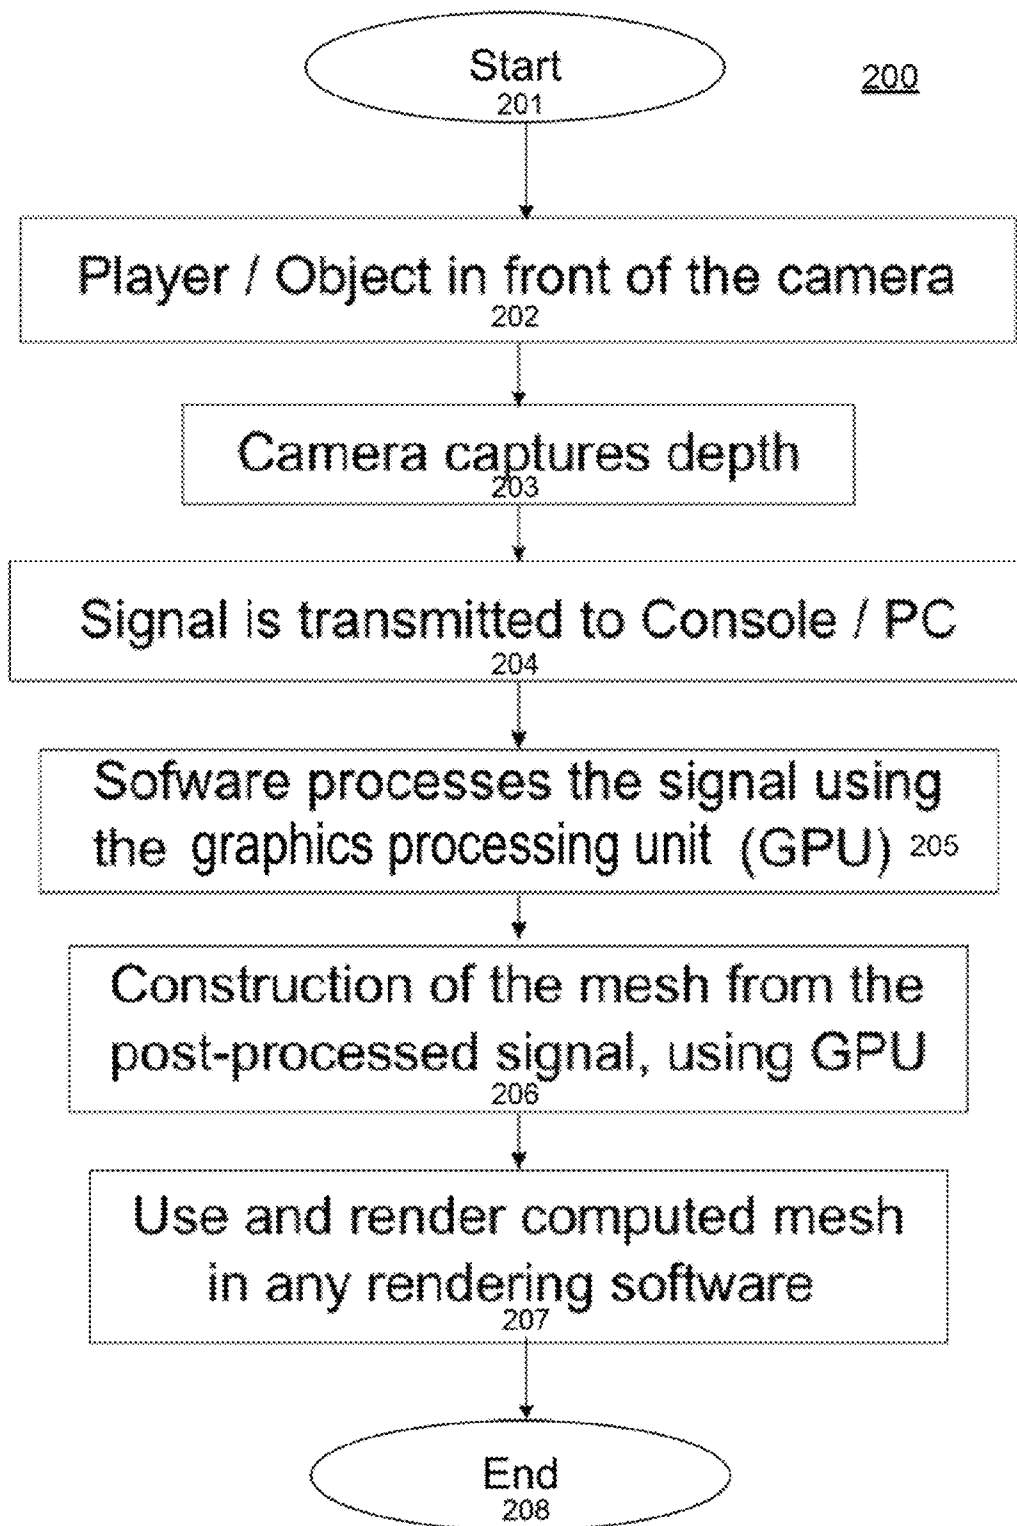 Start
201
200
Player / Object in front of the camera
202
Camera captures depth
203
Signal is transmitted to Console / PC
204
Sofware processes the signal using
the graphics processing unit (GPU) 205
Construction of the mesh from the
post-processed signal, using GPU
206
Use and render computed mesh
in any rendering software
207
End
208